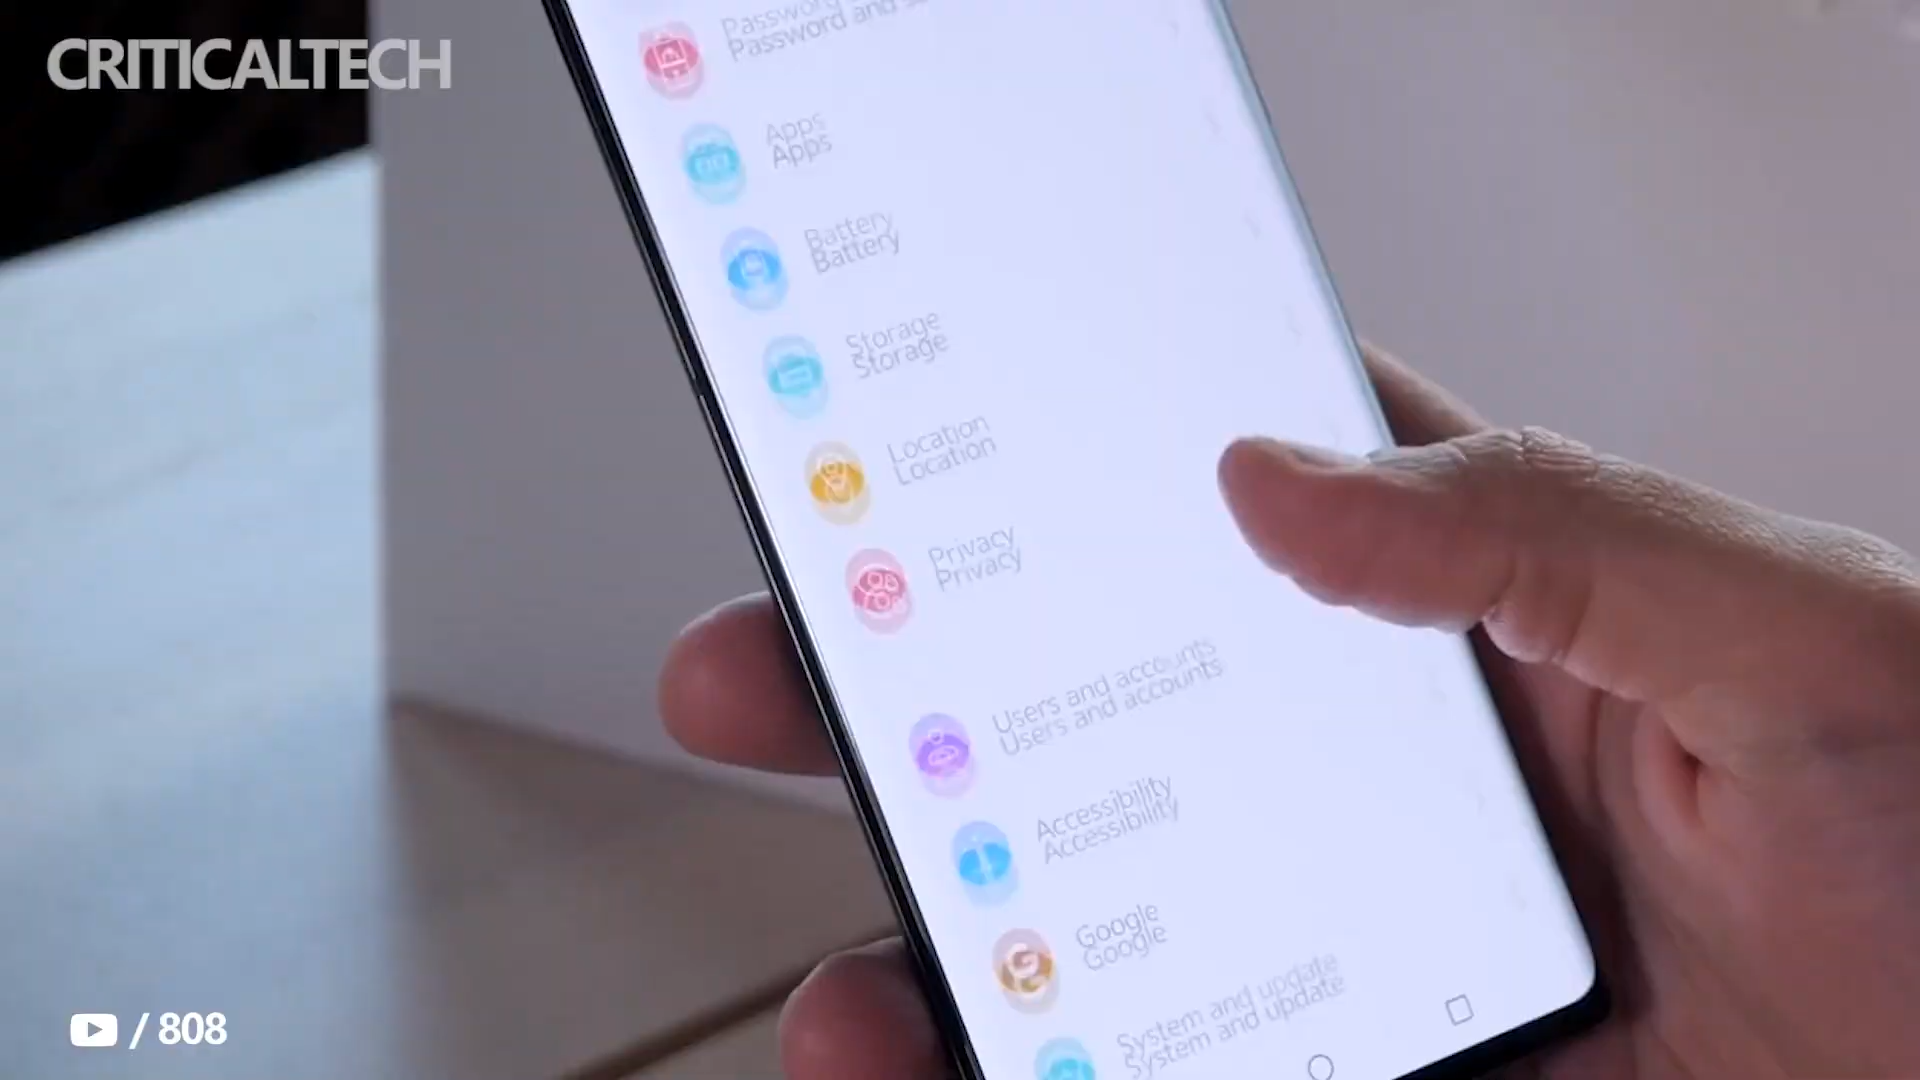 CRITICALTECH
Password and
Apps
Battery
Storage
Location
Privacy
Users and accounts
Accessibility
Google
System and update
/ 808